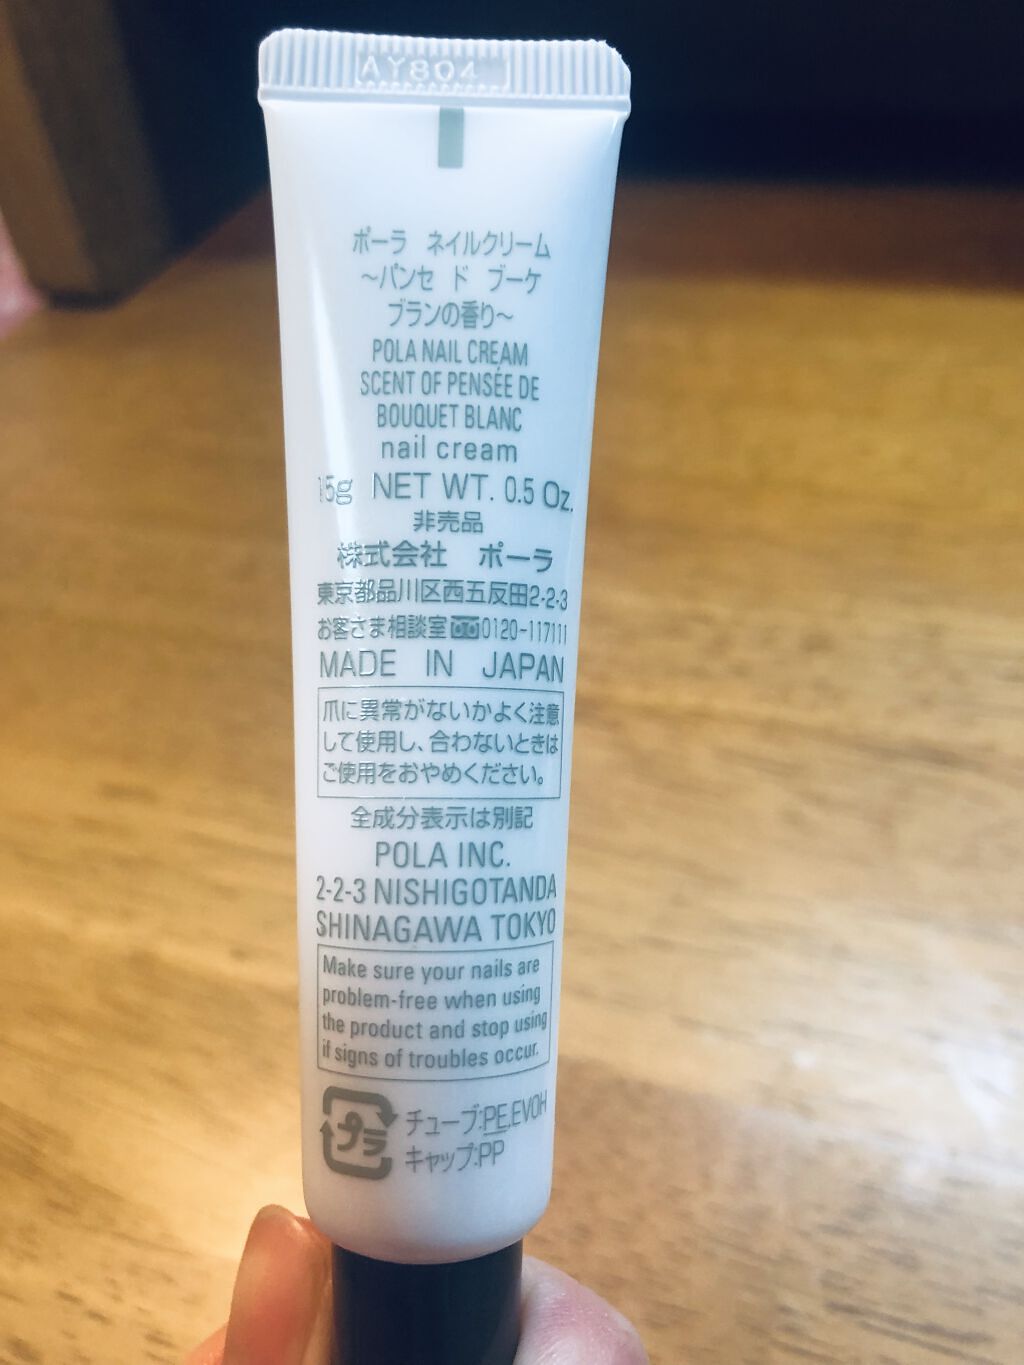 AY804
ポーラ ネイルクリーム
～パンセ ド ブーケ
ブランの香り～
POLA NAIL CREAM
SCENT OF PENSÉE DE
BOUQUET BLANC
nail cream
15g NET WT. 0.5 Oz.
非売品
株式会社 ポーラ
東京都品川区西五反田2-2-3
お客さま相談室 0120-117111
MADE IN JAPAN
爪に異常がないかよく注意
して使用し、合わないときは
ご使用をおやめください。
全成分表示は別記
POLA INC.
2-2-3 NISHIGOTANDA
SHINAGAWA TOKYO
Make sure your nails are
problem-free when using
the product and stop using
if signs of troubles occur.
プラ
チューブ:PE,EVOH
キャップ:PP